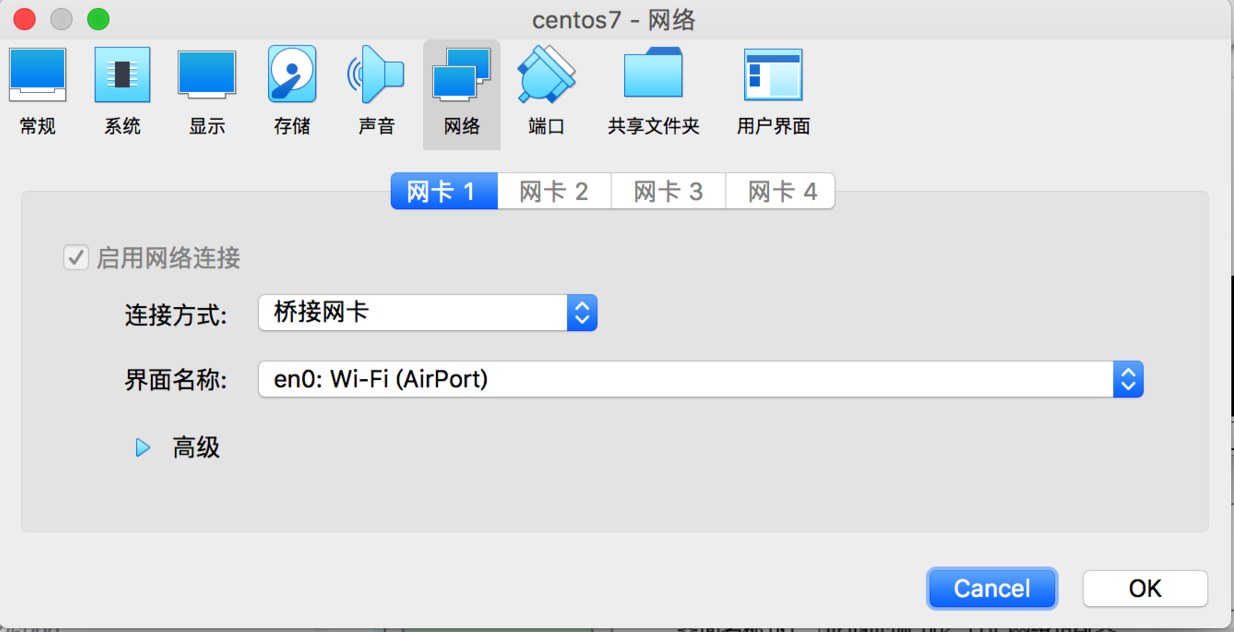 centos7 - 网络
常规 系统 显示 存储 声音 网络 端口 共享文件夹 用户界面
网卡 1 网卡 2 网卡 3 网卡 4
启用网络连接
连接方式: 桥接网卡
界面名称: en0: Wi-Fi (AirPort)
高级
Cancel OK